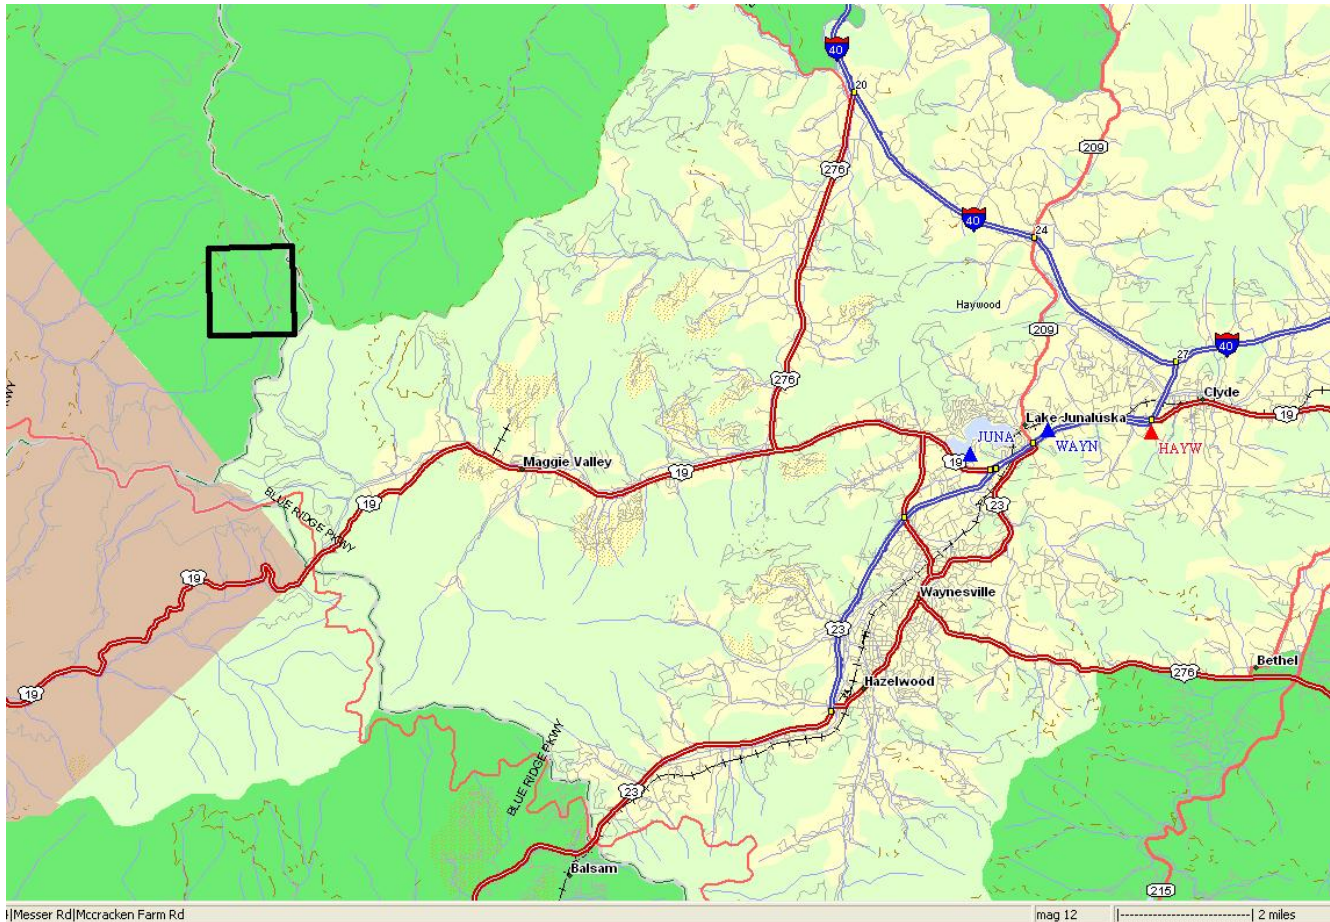 40
20
209
276
40
24
Haywood
209
27
40
276
Clyde
19
Lake Junaluska
JUNA
WAYN
HAYW
19
Maggie Valley
19
19
23
BLUE RIDGE PKWY
19
Waynesville
23
Bethel
276
Hazelwood
19
BLUE RIDGE PKWY
23
Balsam
215
Messer Rd|Mccracken Farm Rd
mag 12
2 miles